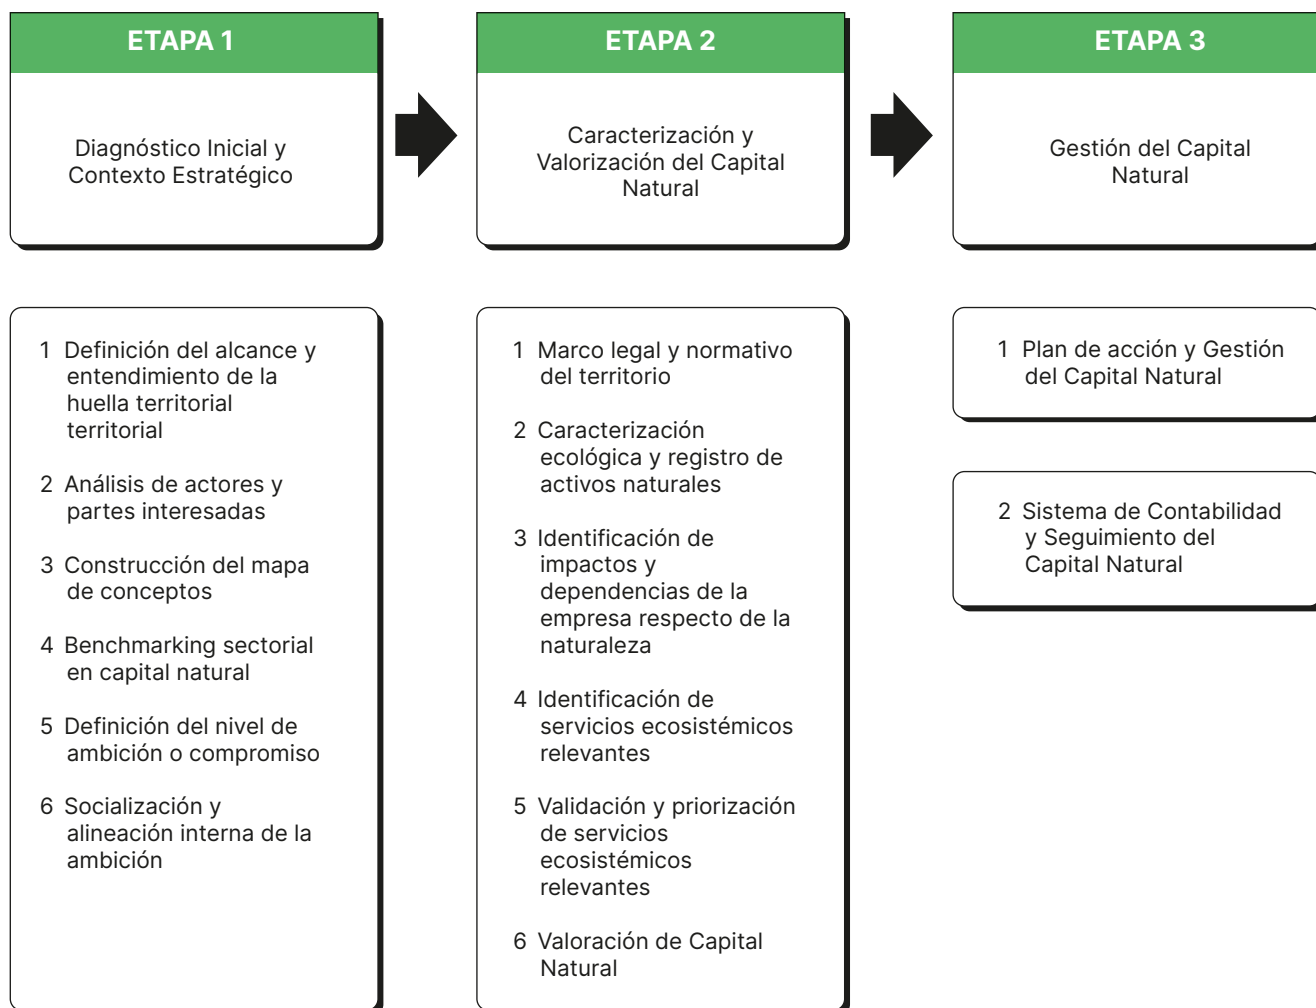 ETAPA 1
Diagnóstico Inicial y
Contexto Estratégico
1 Definición del alcance y
entendimiento de la
huella territorial
territorial
2 Análisis de actores y
partes interesadas
3 Construcción del mapa
de conceptos
4 Benchmarking sectorial
en capital natural
5 Definición del nivel de
ambición o compromiso
6 Socialización y
alineación interna de la
ambición
ETAPA 2
Caracterización y
Valorización del Capital
Natural
1 Marco legal y normativo
del territorio
2 Caracterización
ecológica y registro de
activos naturales
3 Identificación de
impactos y
dependencias de la
empresa respecto de la
naturaleza
4 Identificación de
servicios ecosistémicos
relevantes
5 Validación y priorización
de servicios
ecosistémicos
relevantes
6 Valoración de Capital
Natural
ETAPA 3
Gestión del Capital
Natural
1 Plan de acción y Gestión
del Capital Natural
2 Sistema de Contabilidad
y Seguimiento del
Capital Natural